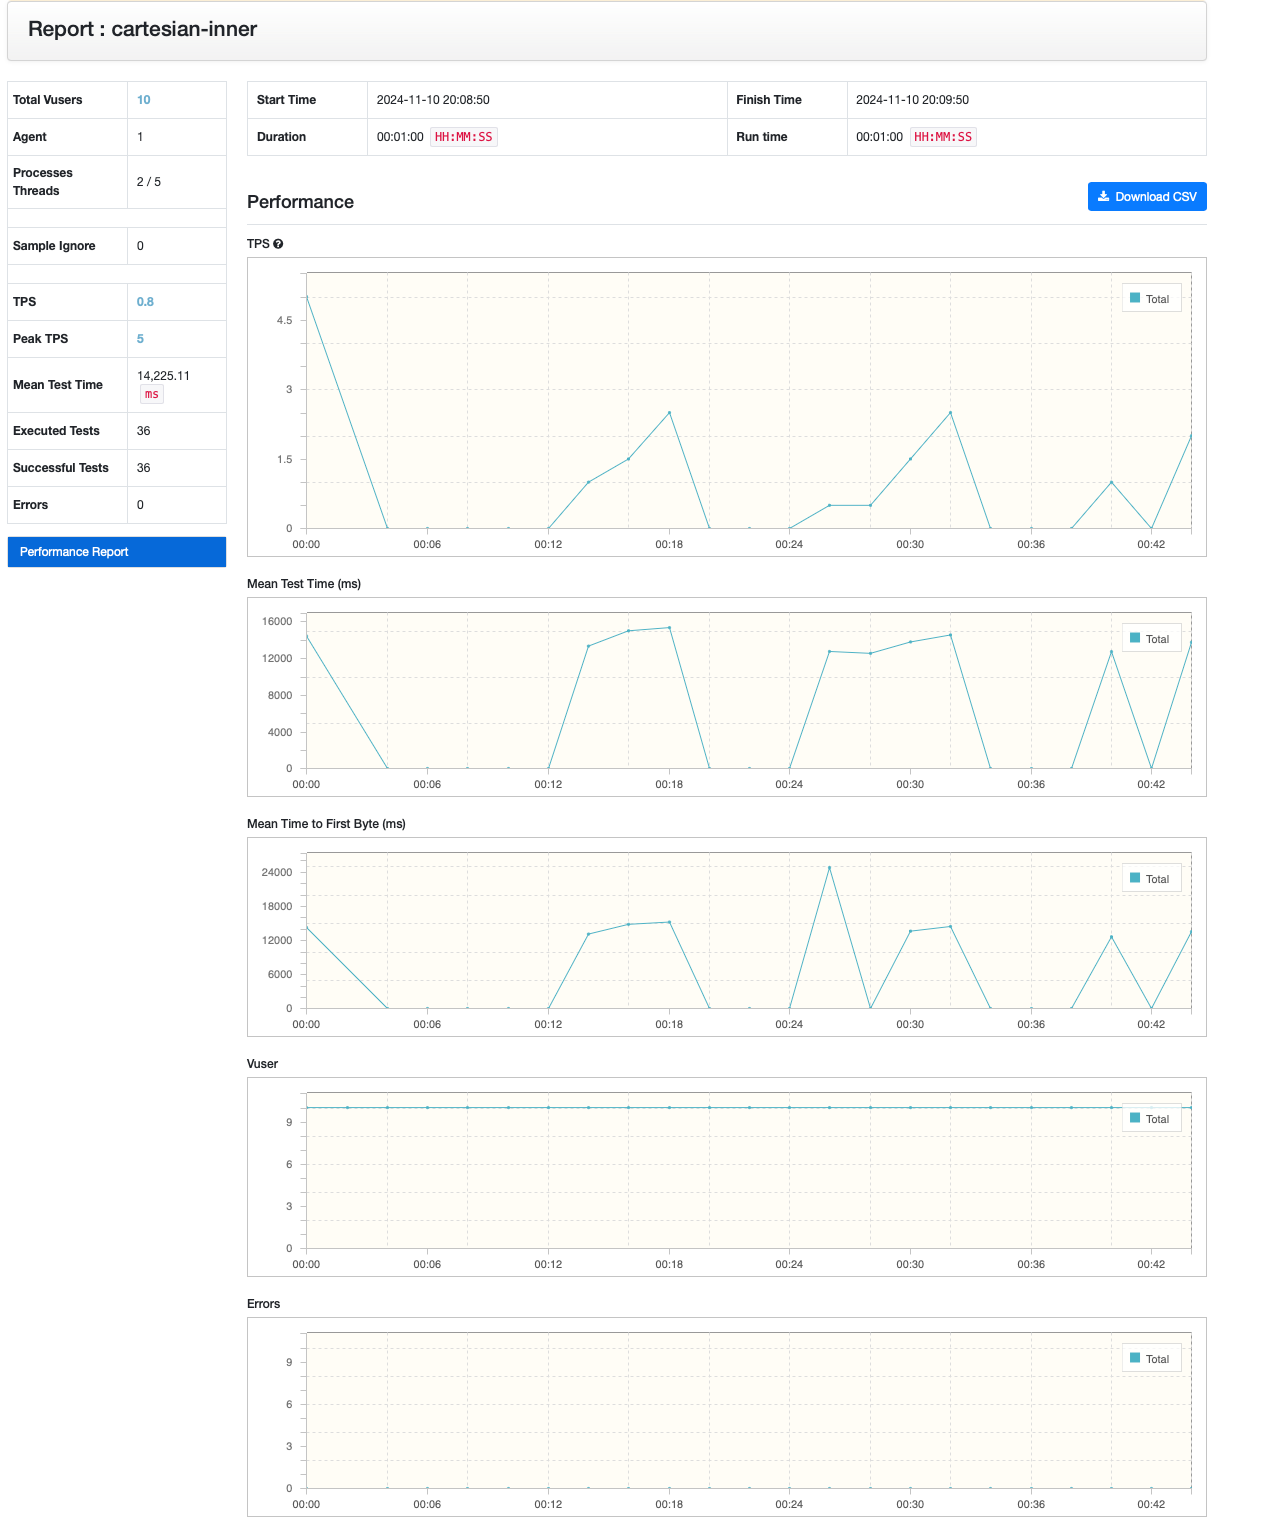 Report : cartesian-inner
Total Vusers 10
Agent 1
Processes
Threads 2 / 5
Sample Ignore 0
TPS 0.8
Peak TPS 5
Mean Test Time 14,225.11
ms
Executed Tests 36
Successful Tests 36
Errors 0
Performance Report
Start Time 2024-11-10 20:08:50 Finish Time 2024-11-10 20:09:50
Duration 00:01:00 HH:MM:SS Run time 00:01:00 HH:MM:SS
Performance Download CSV
TPS
Total
4.5
3
1.5
0
00:00 00:06 00:12 00:18 00:24 00:30 00:36 00:42
Mean Test Time (ms)
Total
16000
12000
8000
4000
0
00:00 00:06 00:12 00:18 00:24 00:30 00:36 00:42
Mean Time to First Byte (ms)
Total
24000
18000
12000
6000
0
00:00 00:06 00:12 00:18 00:24 00:30 00:36 00:42
Vuser
Total
9
6
3
0
00:00 00:06 00:12 00:18 00:24 00:30 00:36 00:42
Errors
Total
9
6
3
0
00:00 00:06 00:12 00:18 00:24 00:30 00:36 00:42